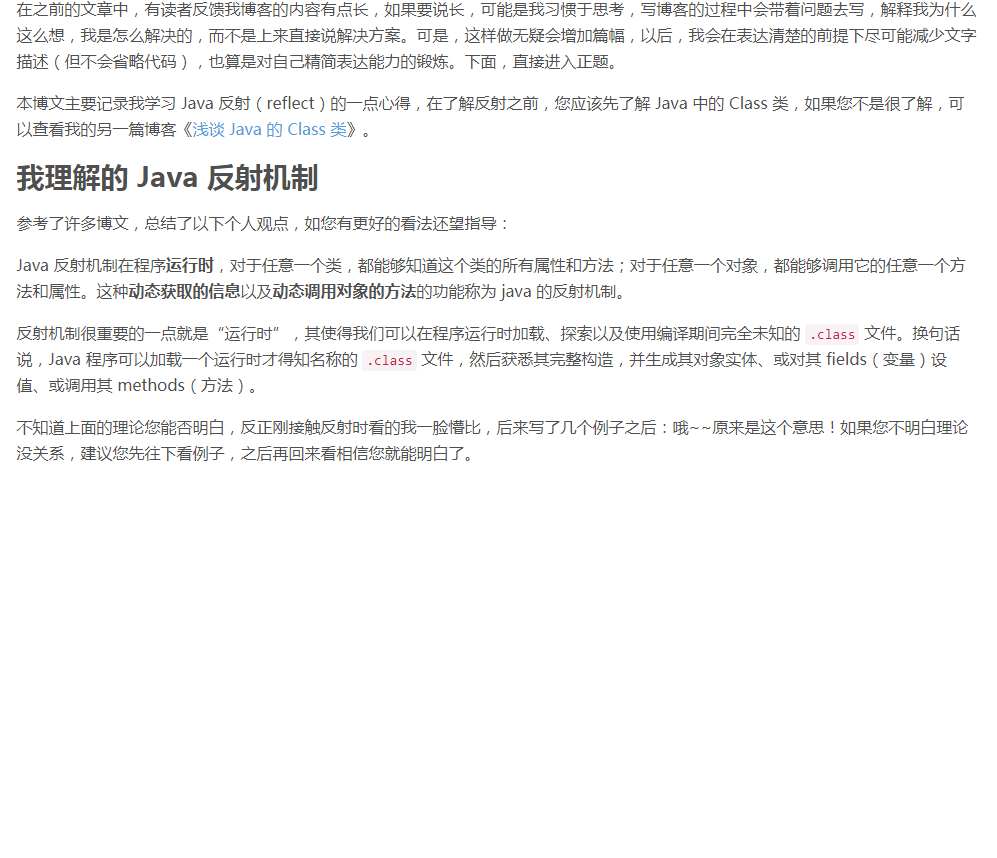 在之前的文章中，有读者反馈我博客的内容有点长，如果要说长，可能是我习惯于思考，写博客的过程中会带着问题去写，解释我为什么
这么想，我是怎么解决的，而不是上来直接说解决方案。可是，这样做无疑会增加篇幅，以后，我会在表达清楚的前提下尽可能减少文字
描述（但不会省略代码），也算是对自己精简表达能力的锻炼。下面，直接进入正题。
本博文主要记录我学习 Java 反射（reflect）的一点心得，在了解反射之前，您应该先了解 Java 中的 Class 类，如果您不是很了解，可
以查看我的另一篇博客《浅谈 Java 的 Class 类》。
我理解的 Java 反射机制
参考了许多博文，总结了以下个人观点，如您有更好的看法还望指导：
Java 反射机制在程序运行时，对于任意一个类，都能够知道这个类的所有属性和方法；对于任意一个对象，都能够调用它的任意一个方
法和属性。这种动态获取的信息以及动态调用对象的方法的功能称为 java 的反射机制。
反射机制很重要的一点就是“运行时”，其使得我们可以在程序运行时加载、探索以及使用编译期间完全未知的 .class 文件。换句话
说，Java 程序可以加载一个运行时才得知名称的 .class 文件，然后获悉其完整构造，并生成其对象实体、或对其 fields（变量）设
值、或调用其 methods（方法）。
不知道上面的理论您能否明白，反正刚接触反射时看的我一脸懵比，后来写了几个例子之后：哦~~原来是这个意思！如果您不明白理论
没关系，建议您先往下看例子，之后再回来看相信您就能明白了。